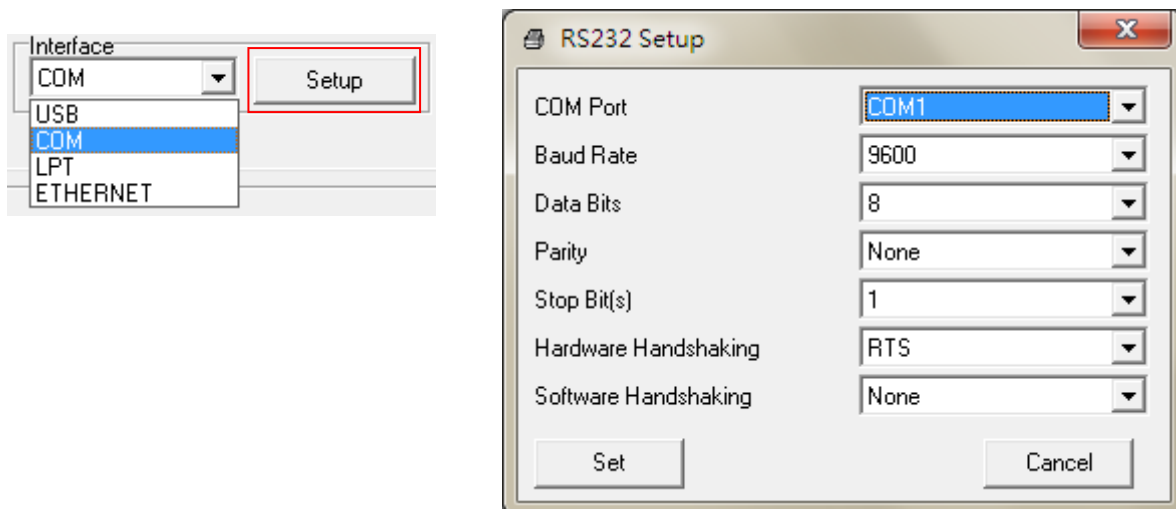 Interface
COM
Setup
USB
COM
LPT
ETHERNET
RS232 Setup
COM Port COM1
Baud Rate 9600
Data Bits 8
Parity None
Stop Bit(s) 1
Hardware Handshaking RTS
Software Handshaking None
Set Cancel